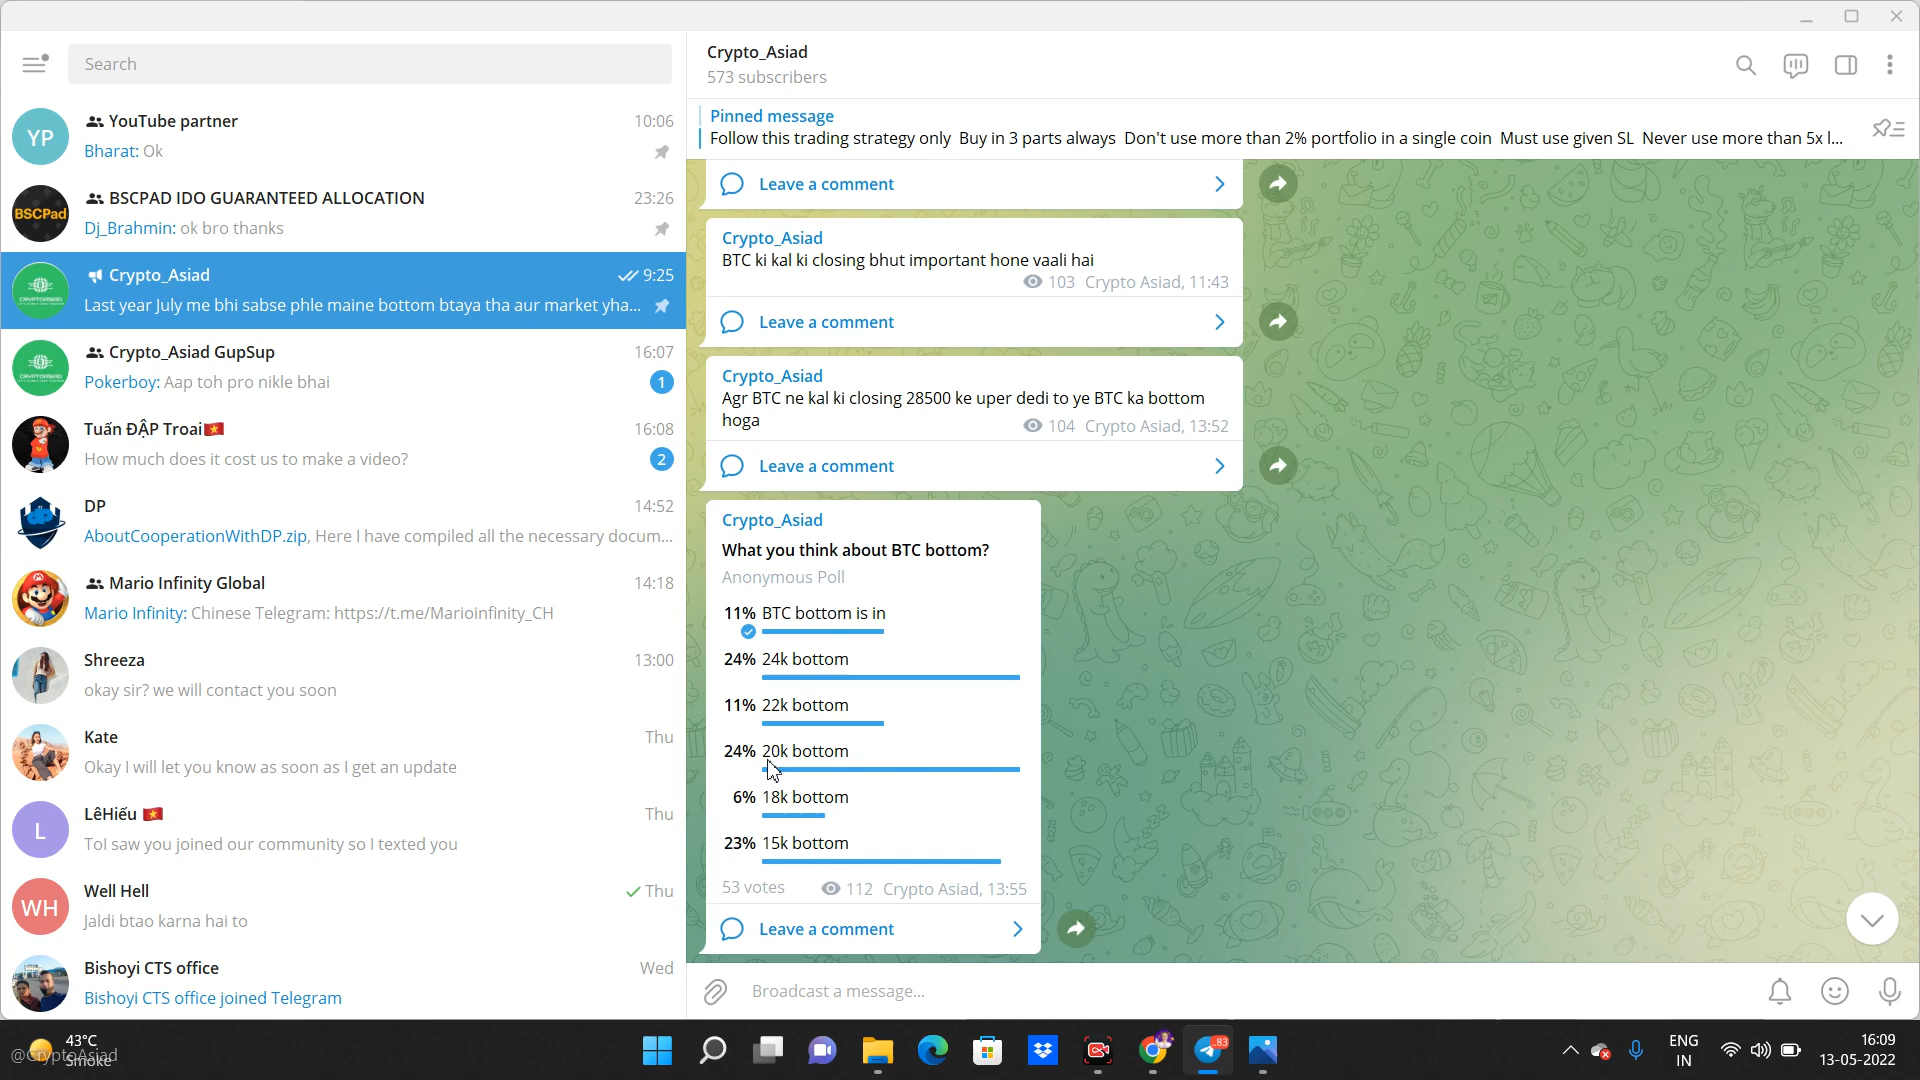 Search
YP
YouTube partner 10:06
Bharat: Ok
BSCPad
BSCPAD IDO GUARANTEED ALLOCATION 23:26
Dj_Brahmin: ok bro thanks
CRYPTOASIAD
Crypto_Asiad 9:25
Last year July me bhi sabse phle maine bottom btaya tha aur market yha...
CRYPTOASIAD
Crypto_Asiad GupSup 16:07
Pokerboy: Aap toh pro nikle bhai 1
Tuấn ĐẬP Troai🇻🇳 16:08
How much does it cost us to make a video? 2
DP 14:52
AboutCooperationWithDP.zip, Here I have compiled all the necessary docum...
Mario Infinity Global 14:18
Mario Infinity: Chinese Telegram: https://t.me/Marioinfinity_CH
Shreeza 13:00
okay sir? we will contact you soon
Kate Thu
Okay I will let you know as soon as I get an update
L
LêHiếu 🇻🇳 Thu
ToI saw you joined our community so I texted you
WH
Well Hell Thu
Jaldi btao karna hai to
Bishoyi CTS office Wed
Bishoyi CTS office joined Telegram
Crypto_Asiad
573 subscribers
Pinned message
Follow this trading strategy only Buy in 3 parts always Don't use more than 2% portfolio in a single coin Must use given SL Never use more than 5x l...
Leave a comment
Crypto_Asiad
BTC ki kal ki closing bhut important hone vaali hai
103 Crypto Asiad, 11:43
Leave a comment
Crypto_Asiad
Agr BTC ne kal ki closing 28500 ke uper dedi to ye BTC ka bottom
hoga
104 Crypto Asiad, 13:52
Leave a comment
Crypto_Asiad
What you think about BTC bottom?
Anonymous Poll
11% BTC bottom is in
24% 24k bottom
11% 22k bottom
24% 20k bottom
6% 18k bottom
23% 15k bottom
53 votes 112 Crypto Asiad, 13:55
Leave a comment
Broadcast a message...
43°C
Smoke
@CryptoAsiad
83
ENG
IN
16:09
13-05-2022